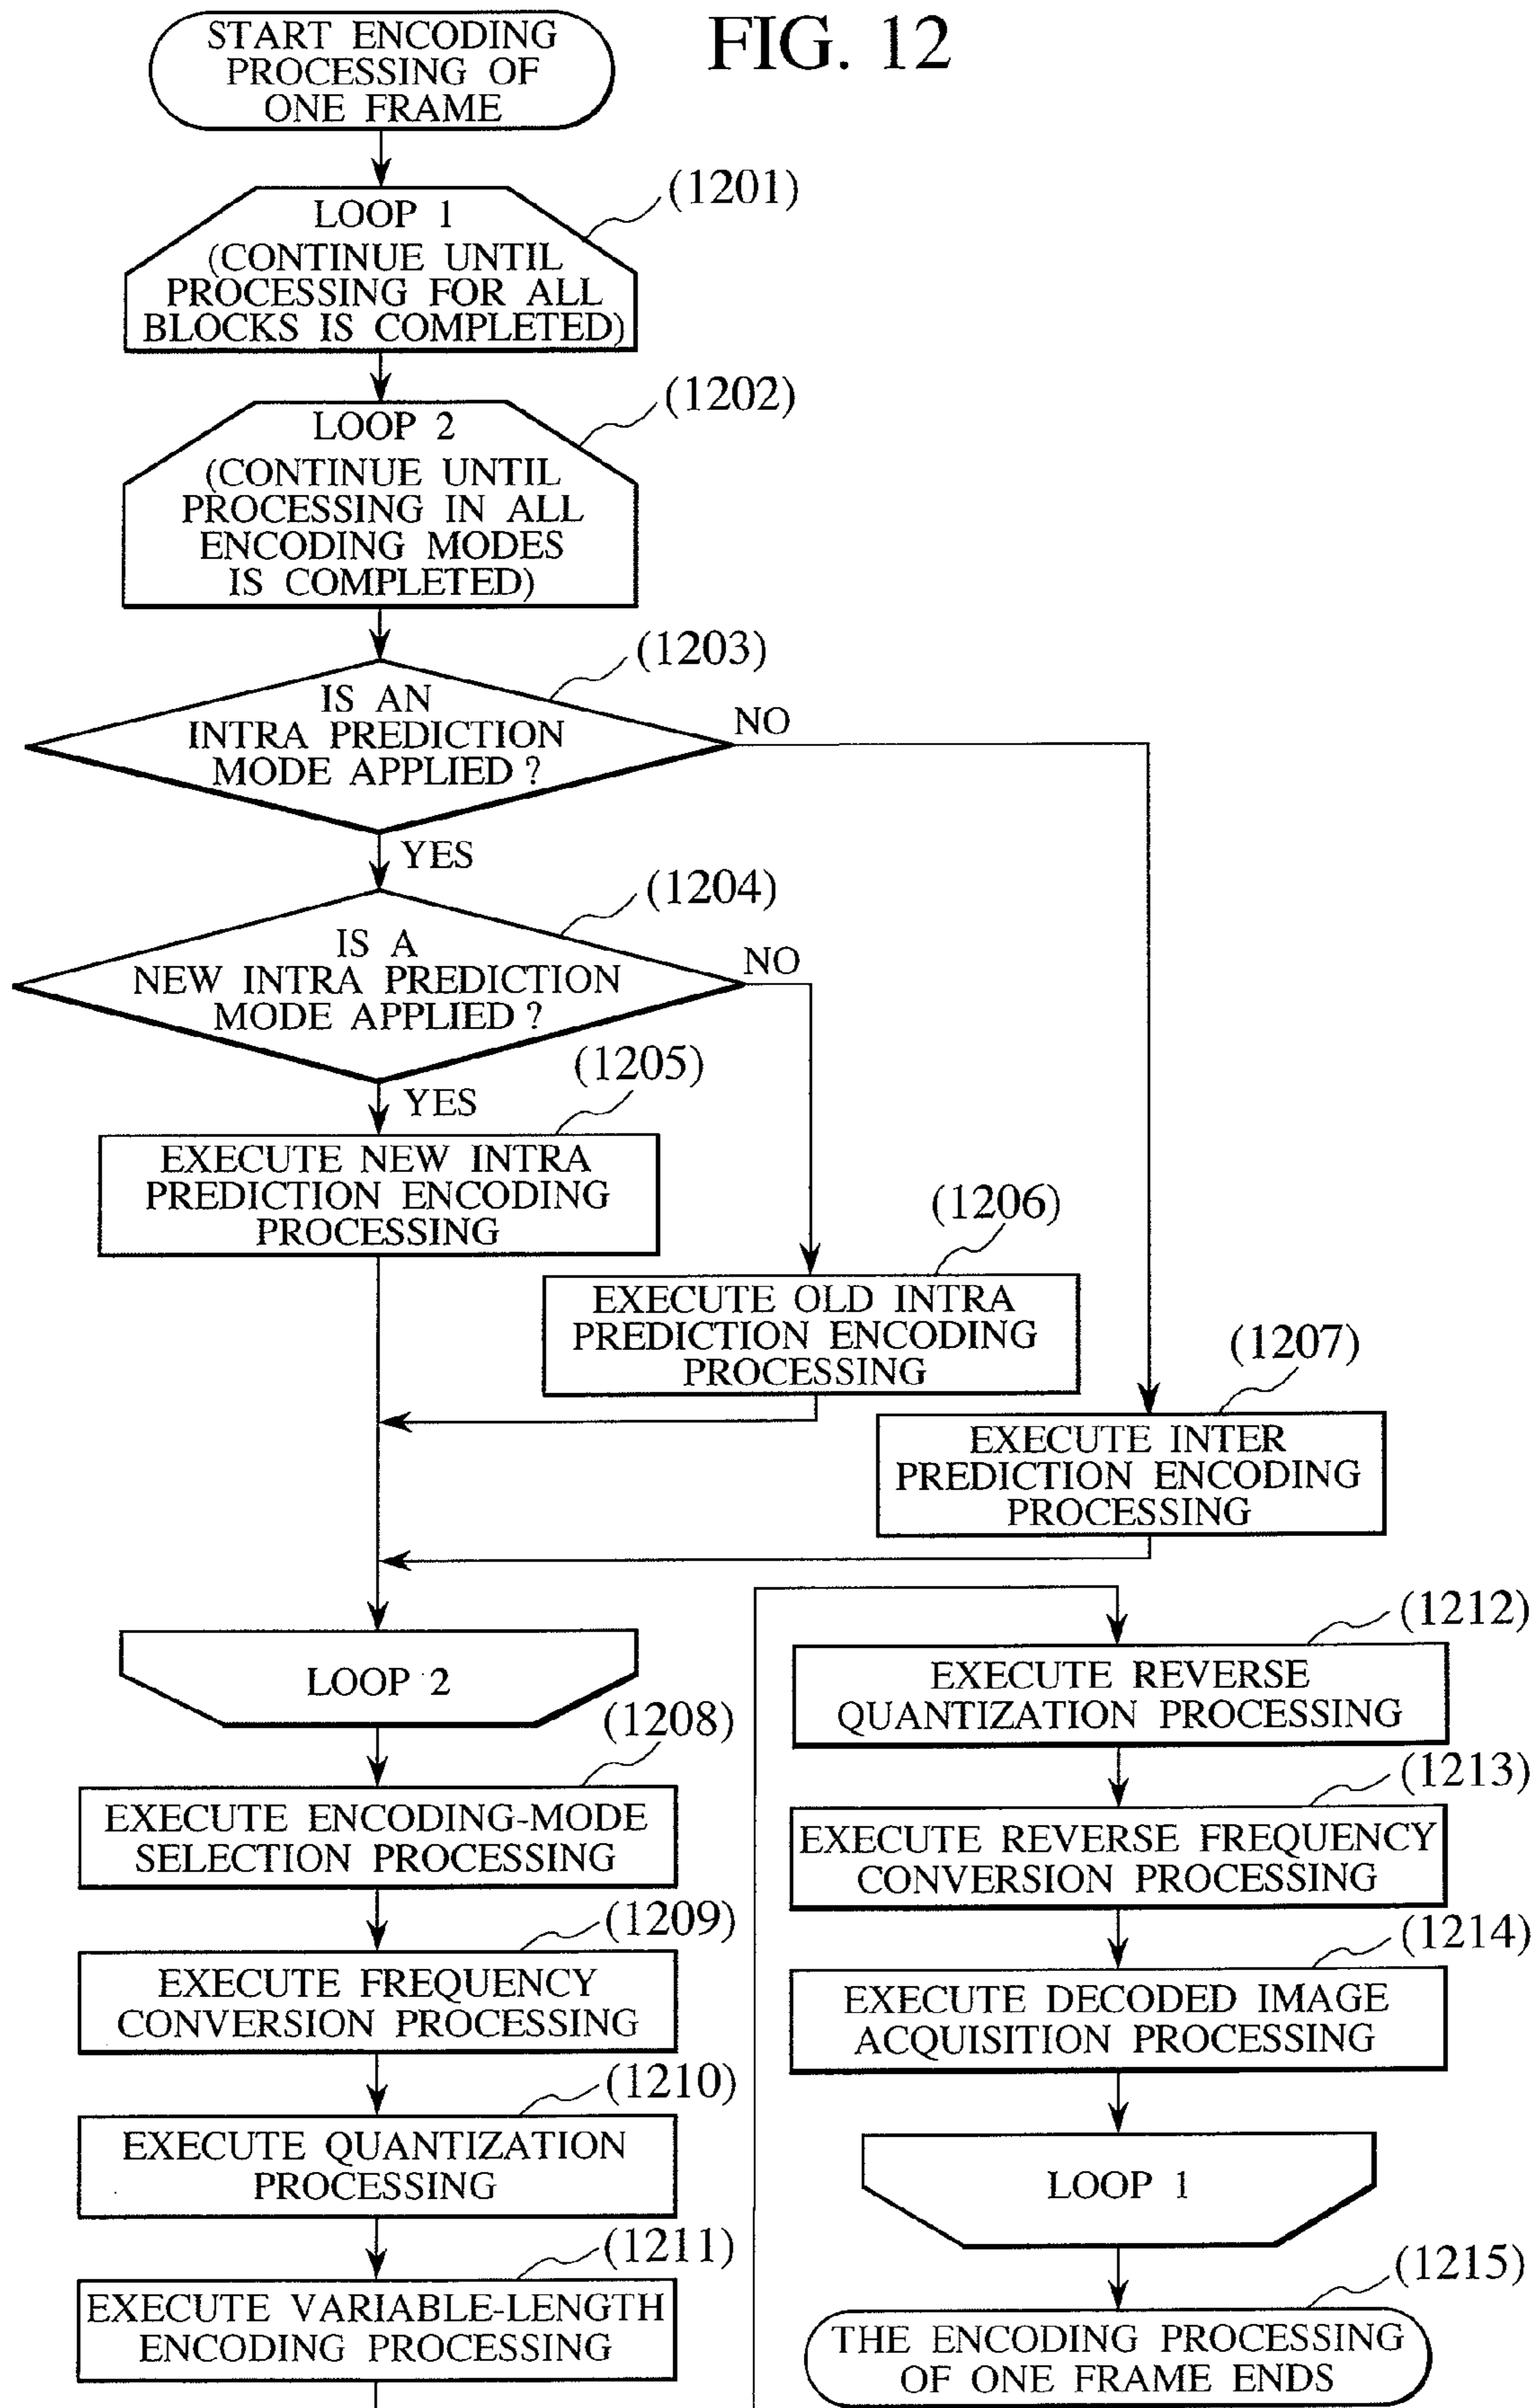 FIG. 12
START ENCODING
PROCESSING OF
ONE FRAME
(1201)
LOOP 1
(CONTINUE UNTIL
PROCESSING FOR ALL
BLOCKS IS COMPLETED)
(1202)
LOOP 2
(CONTINUE UNTIL
PROCESSING IN ALL
ENCODING MODES
IS COMPLETED)
(1203)
IS AN
INTRA PREDICTION
MODE APPLIED ?
NO
YES
(1204)
IS A
NEW INTRA PREDICTION
MODE APPLIED ?
NO
YES
(1205)
EXECUTE NEW INTRA
PREDICTION ENCODING
PROCESSING
(1206)
EXECUTE OLD INTRA
PREDICTION ENCODING
PROCESSING
(1207)
EXECUTE INTER
PREDICTION ENCODING
PROCESSING
LOOP 2
(1208)
EXECUTE ENCODING-MODE
SELECTION PROCESSING
(1209)
EXECUTE FREQUENCY
CONVERSION PROCESSING
(1210)
EXECUTE QUANTIZATION
PROCESSING
(1211)
EXECUTE VARIABLE-LENGTH
ENCODING PROCESSING
(1212)
EXECUTE REVERSE
QUANTIZATION PROCESSING
(1213)
EXECUTE REVERSE FREQUENCY
CONVERSION PROCESSING
(1214)
EXECUTE DECODED IMAGE
ACQUISITION PROCESSING
LOOP 1
(1215)
THE ENCODING PROCESSING
OF ONE FRAME ENDS